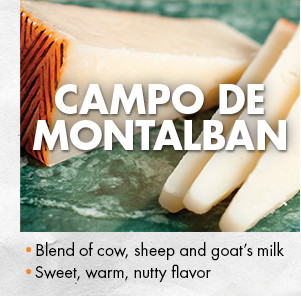 CAMPO DE
MONTALBAN
• Blend of cow, sheep and goat's milk
• Sweet, warm, nutty flavor